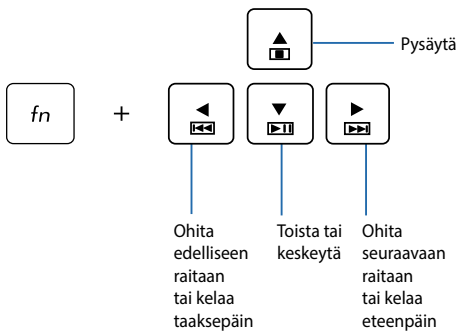 Pysäytä
fn +
Ohita
edelliseen
raitaan
tai kelaa
taaksepäin
Toista tai
keskeytä
Ohita
seuraavaan
raitaan
tai kelaa
eteenpäin